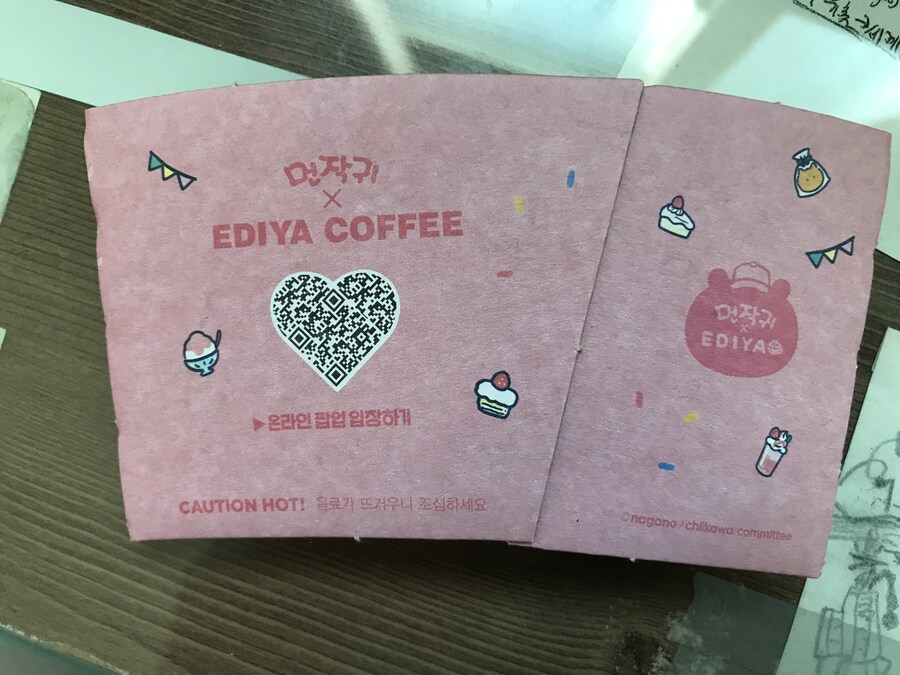 먼작귀
×
EDIYA COFFEE
▶온라인 팝업 입장하기
CAUTION HOT! 음료가 뜨거우니 조심하세요
먼작귀
×
EDIYA
©nagano / chiikawa committee